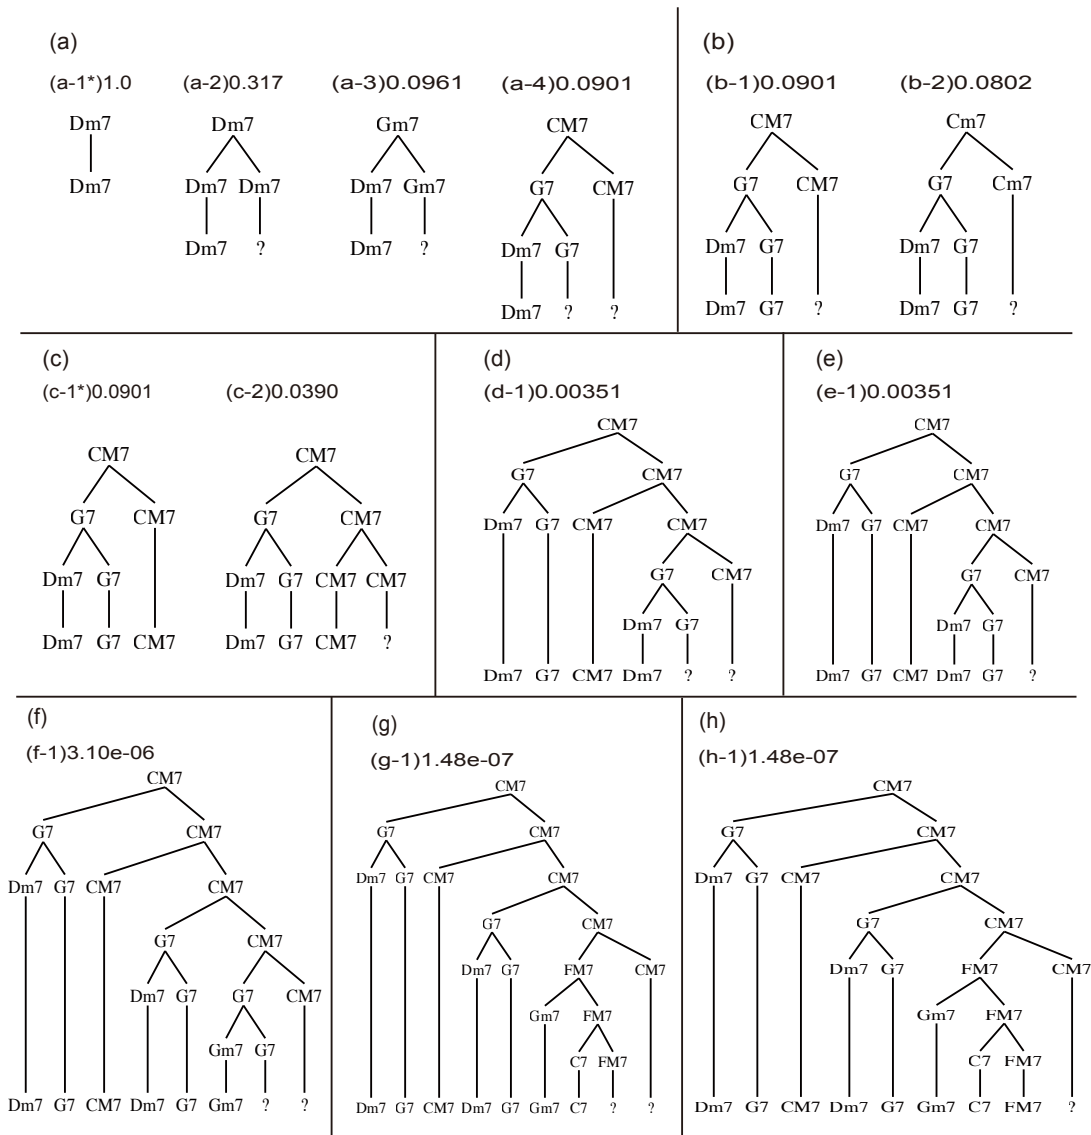 (a)
(a-1*)1.0 (a-2)0.317 (a-3)0.0961 (a-4)0.0901
Dm7 Dm7 Gm7 CM7
Dm7 Dm7 Dm7 Dm7 Gm7 G7 CM7
Dm7 ? Dm7 ? Dm7 G7
Dm7 ? ?
(b)
(b-1)0.0901 (b-2)0.0802
CM7 Cm7
G7 CM7 G7 Cm7
Dm7 G7 Dm7 G7
Dm7 G7 ? Dm7 G7 ?
(c)
(c-1*)0.0901 (c-2)0.0390
CM7 CM7
G7 CM7 G7 CM7
Dm7 G7 Dm7 G7 CM7 CM7
Dm7 G7 CM7 Dm7 G7 CM7 ?
(d)
(d-1)0.00351
CM7
G7 CM7
Dm7 G7 CM7 CM7
G7 CM7
Dm7 G7
Dm7 G7 CM7 Dm7 ? ?
(e)
(e-1)0.00351
CM7
G7 CM7
Dm7 G7 CM7 CM7
G7 CM7
Dm7 G7
Dm7 G7 CM7 Dm7 G7 ?
(f)
(f-1)3.10e-06
CM7
G7 CM7
Dm7 G7 CM7 CM7
G7 CM7
Dm7 G7 G7 CM7
Gm7 G7
Dm7 G7 CM7 Dm7 G7 Gm7 ? ?
(g)
(g-1)1.48e-07
CM7
G7 CM7
Dm7 G7 CM7 CM7
G7 CM7
Dm7 G7 FM7 CM7
Gm7 FM7
C7 FM7
Dm7 G7 CM7 Dm7 G7 Gm7 C7 ? ?
(h)
(h-1)1.48e-07
CM7
G7 CM7
Dm7 G7 CM7 CM7
G7 CM7
Dm7 G7 FM7 CM7
Gm7 FM7
C7 FM7
Dm7 G7 CM7 Dm7 G7 Gm7 C7 FM7 ?